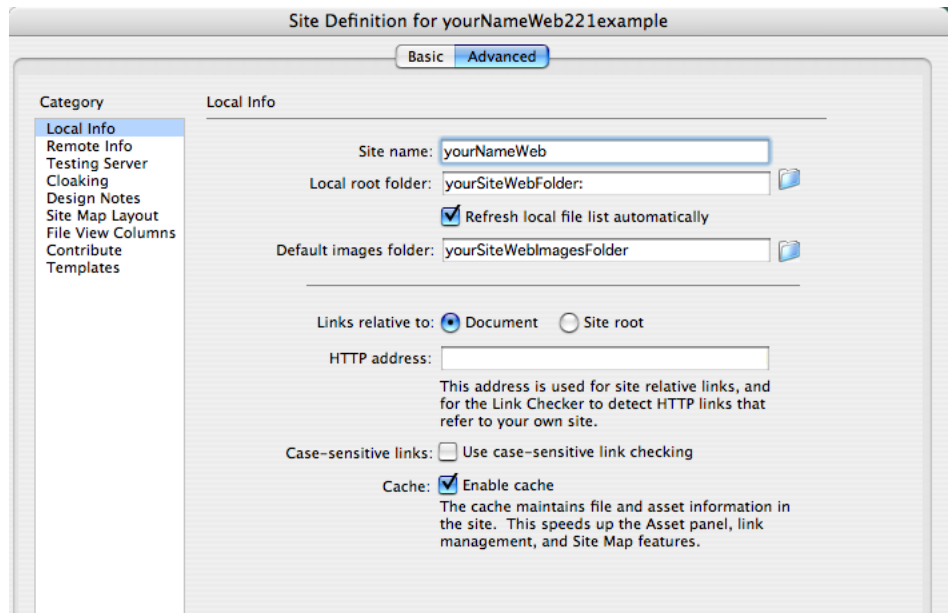 Site Definition for yourNameWeb221example
Basic Advanced
Category
Local Info
Remote Info
Testing Server
Cloaking
Design Notes
Site Map Layout
File View Columns
Contribute
Templates
Local Info
Site name: yourNameWeb
Local root folder: yourSiteWebFolder:
Refresh local file list automatically
Default images folder: yourSiteWebImagesFolder
Links relative to: Document Site root
HTTP address:
This address is used for site relative links, and
for the Link Checker to detect HTTP links that
refer to your own site.
Case-sensitive links: Use case-sensitive link checking
Cache: Enable cache
The cache maintains file and asset information in
the site. This speeds up the Asset panel, link
management, and Site Map features.